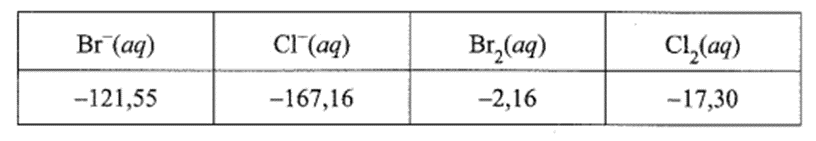 Br⁻(aq) Cl⁻(aq) Br₂(aq) Cl₂(aq)
–121,55 –167,16 –2,16 –17,30